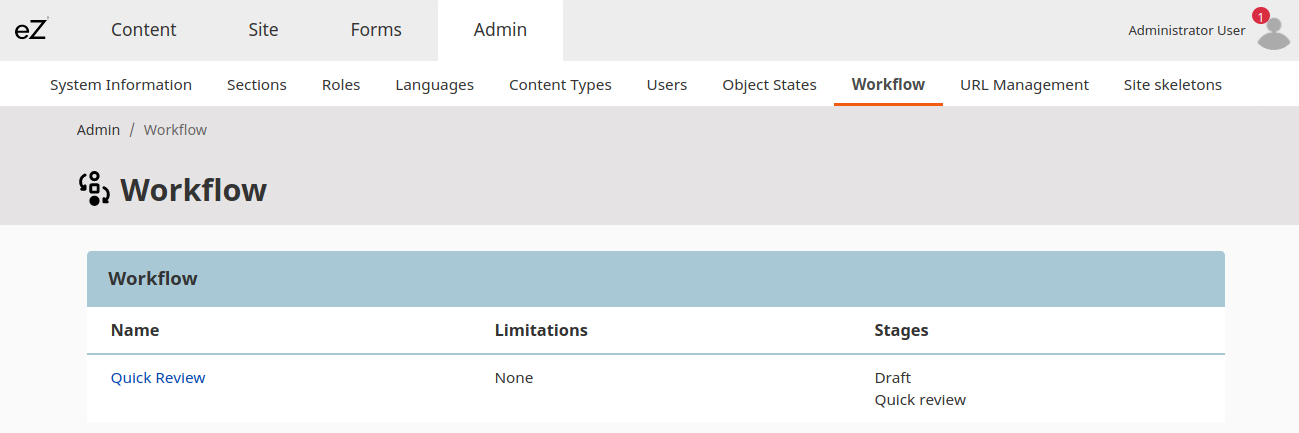 eZ Content Site Forms Admin Administrator User 1
System Information Sections Roles Languages Content Types Users Object States Workflow URL Management Site skeletons
Admin / Workflow
Workflow
Workflow
Name Limitations Stages
Quick Review None Draft
Quick review